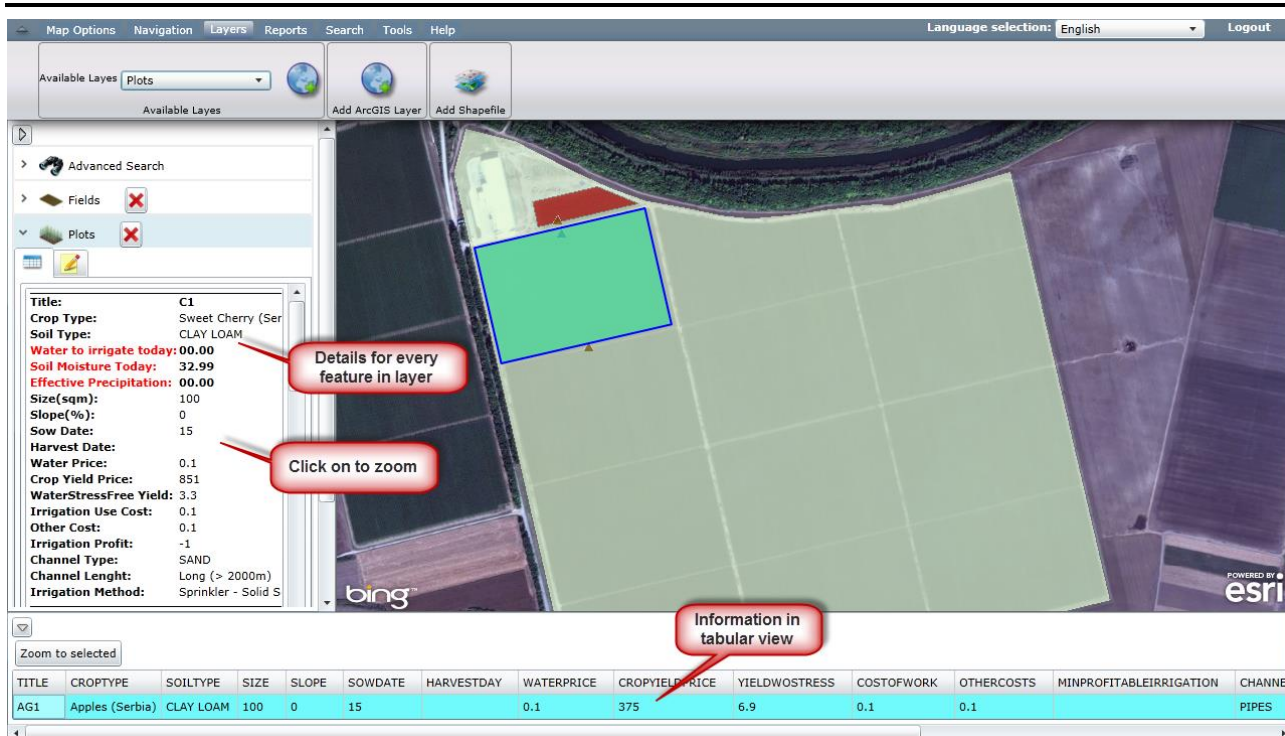 Map Options Navigation Layers Reports Search Tools Help Language selection: English Logout
Available Layes Plots
Available Layes Add ArcGIS Layer Add Shapefile
Advanced Search
Fields
Plots
Title: C1
Crop Type: Sweet Cherry (Ser
Soil Type: CLAY LOAM
Water to irrigate today: 00.00
Soil Moisture Today: 32.99
Effective Precipitation: 00.00
Size(sqm): 100
Slope(%): 0
Sow Date: 15
Harvest Date:
Water Price: 0.1
Crop Yield Price: 851
WaterStressFree Yield: 3.3
Irrigation Use Cost: 0.1
Other Cost: 0.1
Irrigation Profit: -1
Channel Type: SAND
Channel Lenght: Long (> 2000m)
Irrigation Method: Sprinkler - Solid S
Details for every
feature in layer
Click on to zoom
bing
POWERED BY
esri
Information in
tabular view
Zoom to selected
TITLE CROPTYPE SOILTYPE SIZE SLOPE SOWDATE HARVESTDAY WATERPRICE CROPYIELDPRICE YIELDWOSTRESS COSTOFWORK OTHERCOSTS MINPROFITABLEIRRIGATION CHANNE
AG1 Apples (Serbia) CLAY LOAM 100 0 15 0.1 375 6.9 0.1 0.1 PIPES